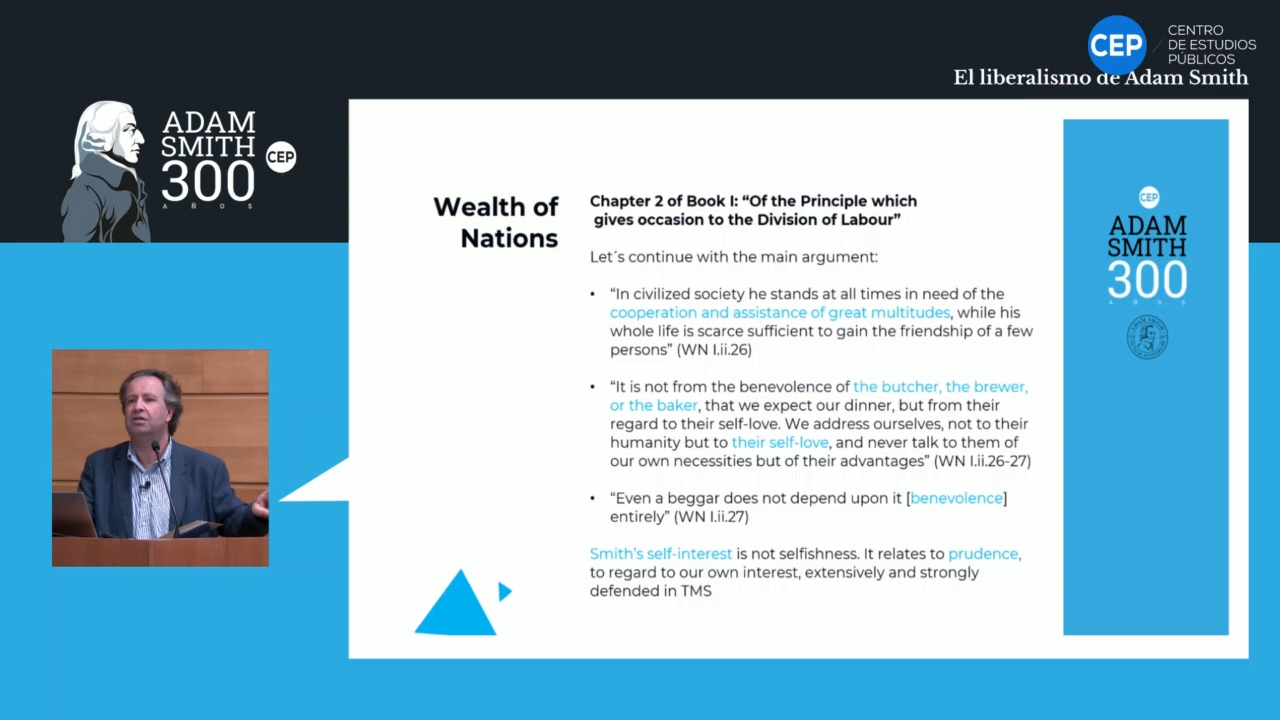 CEP
CENTRO
DE ESTUDIOS
PÚBLICOS
El liberalismo de Adam Smith
ADAM
SMITH
300
AÑOS
CEP
Wealth of
Nations
Chapter 2 of Book I: “Of the Principle which
gives occasion to the Division of Labour”
Let´s continue with the main argument:
• “In civilized society he stands at all times in need of the
cooperation and assistance of great multitudes, while his
whole life is scarce sufficient to gain the friendship of a few
persons” (WN I.ii.26)
• “It is not from the benevolence of the butcher, the brewer,
or the baker, that we expect our dinner, but from their
regard to their self-love. We address ourselves, not to their
humanity but to their self-love, and never talk to them of
our own necessities but of their advantages” (WN I.ii.26-27)
• “Even a beggar does not depend upon it [benevolence]
entirely” (WN I.ii.27)
Smith’s self-interest is not selfishness. It relates to prudence,
to regard to our own interest, extensively and strongly
defended in TMS
CEP
ADAM
SMITH
300
AÑOS